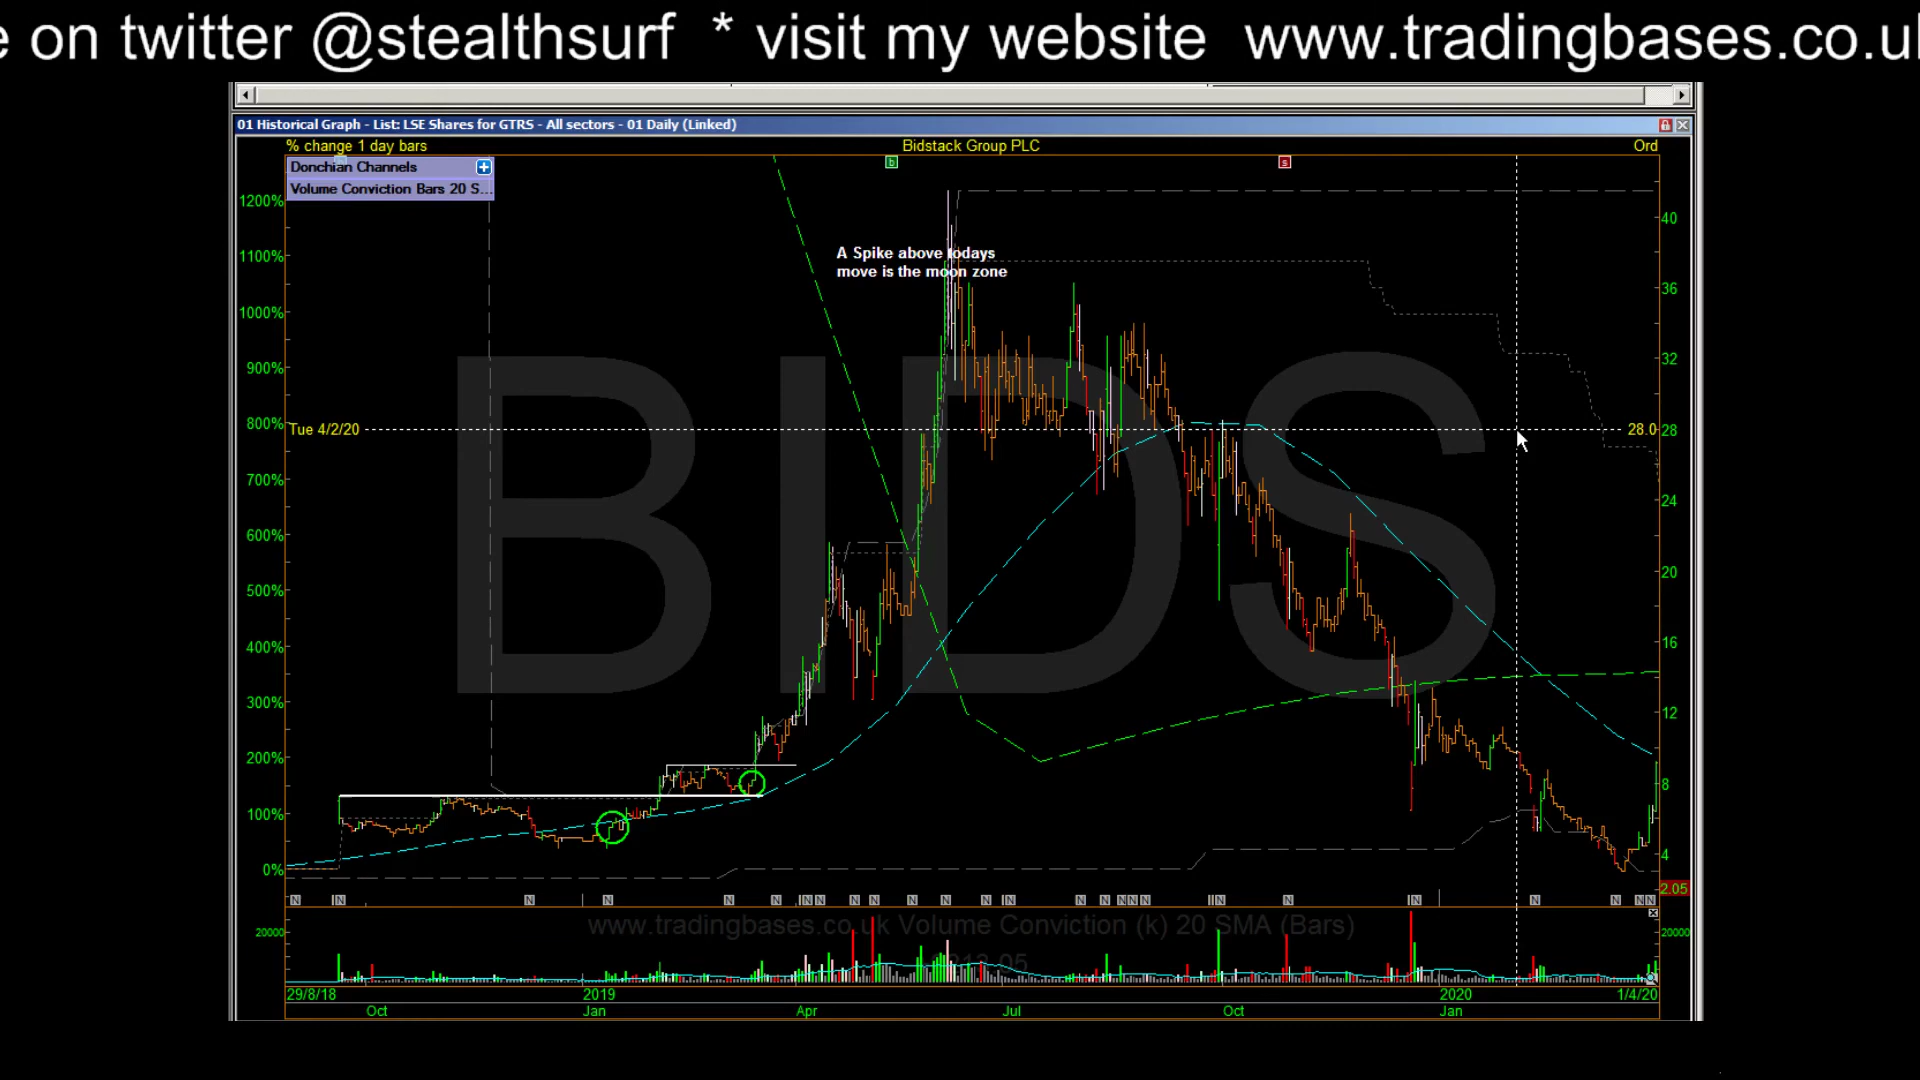 e on twitter @stealthsurf * visit my website www.tradingbases.co.u
01 Historical Graph - List: LSE Shares for GTRS - All sectors - 01 Daily (Linked)
% change 1 day bars
Bidstack Group PLC
Ord
Donchian Channels
Volume Conviction Bars 20 S...
b
s
1200%
1100%
1000%
900%
800%
700%
600%
500%
400%
300%
200%
100%
0%
A Spike above todays
move is the moon zone
BIDS
Tue 4/2/20
28.0
40
36
32
28
24
20
16
12
8
4
2.05
N N N N N N N N N N N N N N N N N N N N N N N N N N N
www.tradingbases.co.uk Volume Conviction (k) 20 SMA (Bars)
20000
20000
29/8/18
2019
2020
1/4/20
Oct
Jan
Apr
Jul
Oct
Jan